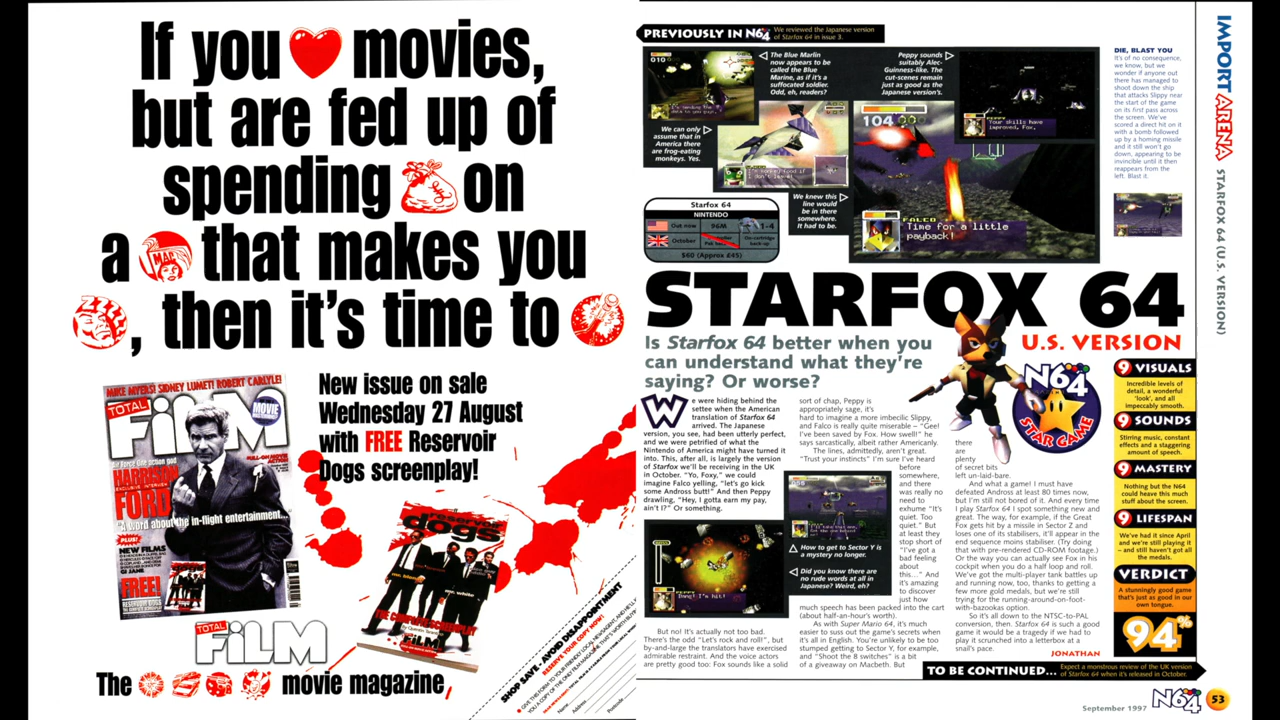 If you movies,
but are fed up of
spending on
a that makes you
, then it's time to
MIKE MYERS! SIDNEY LUMET! ROBERT CARLYLE!
TOTAL
FILM
MOVIE
HARRISON
FORD
"A word about the in-flight entertainment...
PLUS!
NEW FILMS
FREE!
New issue on sale
Wednesday 27 August
with FREE Reservoir
Dogs screenplay!
reservoir
dogs
TOTAL
FILM
The movie magazine
SHOP SAVE - AVOID DISAPPOINTMENT
RESERVE YOUR COPY NOW!
Name
Address
PREVIOUSLY IN N64
We reviewed the Japanese version
of Starfox 64 in issue 3.
The Blue Marlin
now appears to be
called the Blue
Marine, as if it's a
suffocated soldier.
Odd, eh, readers?
Peppy sounds
suitably Alec-
Guinness-like. The
cut-scenes remain
just as good as the
Japanese version's.
We can only
assume that in
America there
are frog-eating
monkeys. Yes.
Your skills have
improved, Fox.
104
We knew this
line would
be in there
somewhere.
It had to be.
FALCO
Time for a little
payback!
Starfox 64
NINTENDO
Out now
96M
1-4
October
On-cartridge
back-up
$60 (Approx £45)
STARFOX 64
U.S. VERSION
Is Starfox 64 better when you
can understand what they're
saying? Or worse?
We were hiding behind the
settee when the American
translation of Starfox 64
arrived. The Japanese
version, you see, had been utterly perfect,
and we were petrified of what the
Nintendo of America might have turned it
into. This, after all, is largely the version
of Starfox we'll be receiving in the UK
in October. "Yo, Foxy," we could
imagine Falco yelling, "let's go kick
some Andross butt!" And then Peppy
drawling, "Hey, I gotta earn my pay,
ain't I?" Or something.
But no! It's actually not too bad.
There's the odd "Let's rock and roll!", but
by-and-large the translators have exercised
admirable restraint. And the voice actors
are pretty good too: Fox sounds like a solid
sort of chap, Peppy is
appropriately sage, it's
hard to imagine a more imbecilic Slippy,
and Falco is really quite miserable – "Gee!
I've been saved by Fox. How swell!" he
says sarcastically, albeit rather Americanly.
The lines, admittedly, aren't great.
"Trust your instincts" I'm sure I've heard
before
somewhere,
and there
was really no
need to
exhume "It's
quiet. Too
quiet." But
at least they
stop short of
"I've got a
bad feeling
about
this..." And
it's amazing
to discover
just how
much speech has been packed into the cart
(about half-an-hour's worth).
As with Super Mario 64, it's much
easier to suss out the game's secrets when
it's all in English. You're unlikely to be too
stumped getting to Sector Y, for example,
and "Shoot the 8 switches" is a bit
of a giveaway on Macbeth. But
How to get to Sector Y is
a mystery no longer.
Did you know there
are no rude words at all in
Japanese? Weird, eh?
there
are plenty
of secret bits
left un-laid-bare.
And what a game! I must have
defeated Andross at least 80 times now,
but I'm still not bored of it. And every time
I play Starfox 64 I spot something new and
great. The way, for example, if the Great
Fox gets hit by a missile in Sector Z and
loses one of its stabilisers, it'll appear in the
end sequence minus stabiliser. (Try doing
that with pre-rendered CD-ROM footage.)
Or the way you can actually see Fox in his
cockpit when you do a half loop and roll.
We've got the multi-player tank battles up
and running now, too, thanks to getting a
few more gold medals, but we're still
trying for the running-around-on-foot-
with-bazookas option.
So it's all down to the NTSC-to-PAL
conversion, then. Starfox 64 is such a good
game it would be a tragedy if we had to
play it scrunched into a letterbox at a
snail's pace.
JONATHAN
N64
STAR GAME
9 VISUALS
Incredible levels of
detail, a wonderful
'look', and all
impeccably smooth.
9 SOUNDS
Stirring music, constant
effects and a staggering
amount of speech.
9 MASTERY
Nothing but the N64
could heave this much
stuff about the screen.
9 LIFESPAN
We've had it since April
and we're still playing it
– and still haven't got all
the medals.
VERDICT
A stunningly good game
that's just as good in our
own tongue.
94%
TO BE CONTINUED...
Expect a monstrous review of the UK version
of Starfox 64 when it's released in October.
DIE, BLAST YOU
It's of no consequence,
we know, but we
wonder if anyone out
there has managed to
shoot down the ship
that attacks Slippy near
the start of the game
on its first pass across
the screen. We've
scored a direct hit on it
with a bomb followed
up by a homing missile
and it still won't go
down, appearing to be
invincible until it then
reappears from the
left. Blast it.
IMPORT ARENA
STARFOX 64 (U.S. VERSION)
September 1997
N64
53